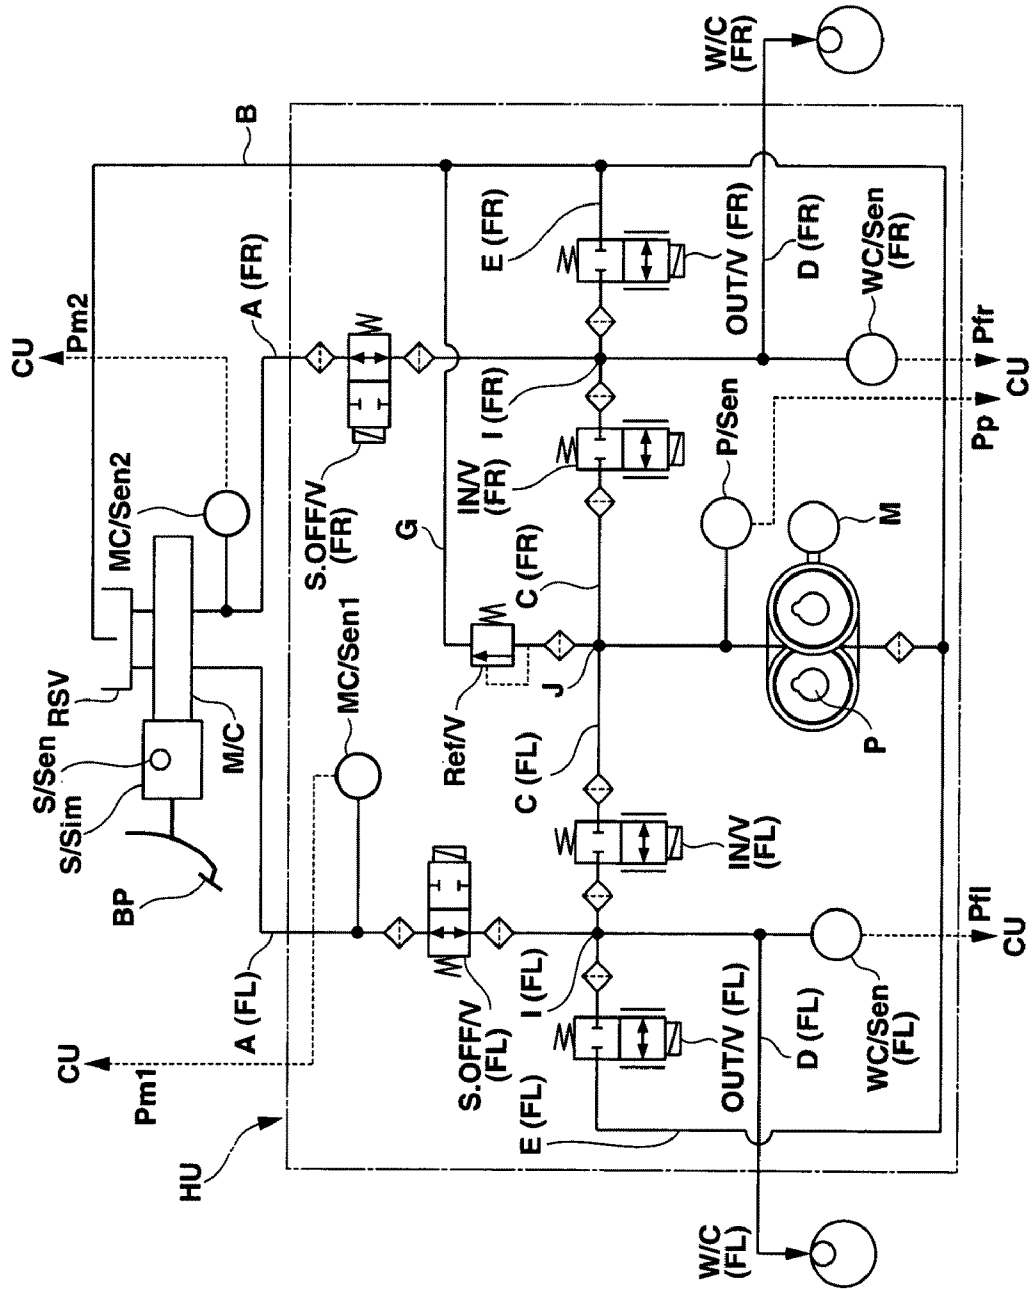 HU
CU
Pm1
A (FL)
BP
S/Sim
S/Sen
RSV
M/C
MC/Sen2
CU
Pm2
A (FR)
B
W/C
(FR)
S.OFF/V
(FL)
MC/Sen1
S.OFF/V
(FR)
Ref/V
G
E (FL)
I (FL)
C (FL)
J
C (FR)
IN/V
(FR)
I (FR)
E (FR)
W/C
(FL)
OUT/V (FL)
IN/V
(FL)
P/Sen
OUT/V (FR)
D (FL)
D (FR)
WC/Sen
(FL)
P
M
WC/Sen
(FR)
Pfl
CU
Pp
Pfr
CU